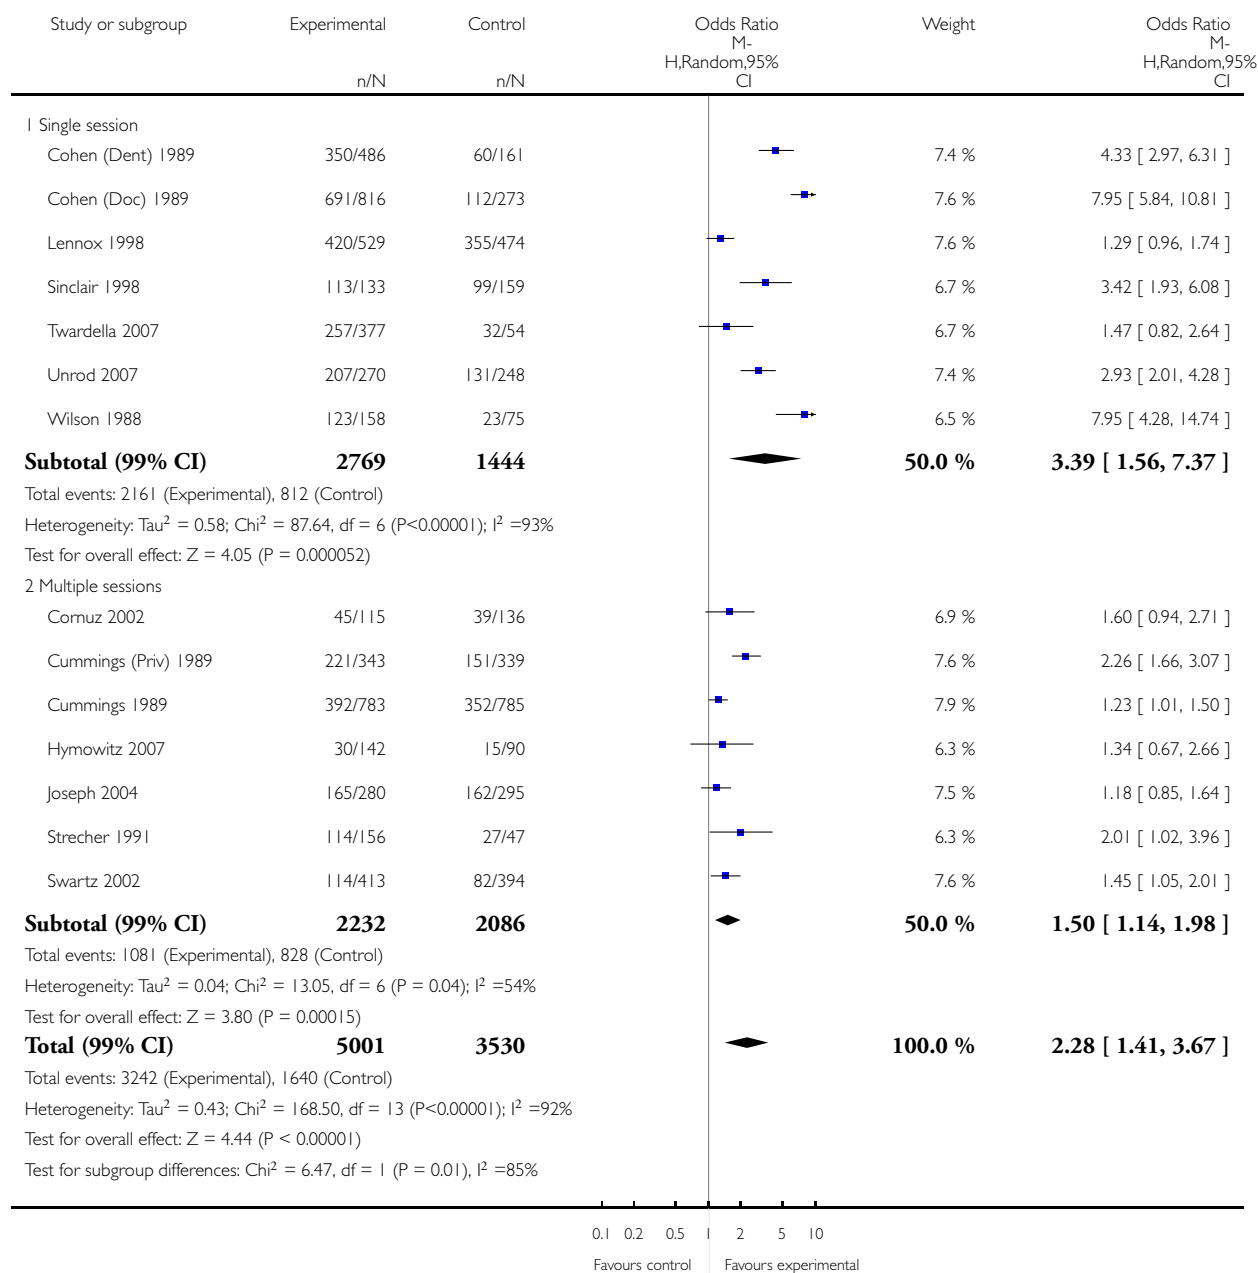 Study or subgroup Experimental Control Odds Ratio Weight Odds Ratio
M- M-
H,Random,95% H,Random,95%
n/N n/N CI CI
1 Single session
Cohen (Dent) 1989 350/486 60/161 7.4 % 4.33 [ 2.97, 6.31 ]
Cohen (Doc) 1989 691/816 112/273 7.6 % 7.95 [ 5.84, 10.81 ]
Lennox 1998 420/529 355/474 7.6 % 1.29 [ 0.96, 1.74 ]
Sinclair 1998 113/133 99/159 6.7 % 3.42 [ 1.93, 6.08 ]
Twardella 2007 257/377 32/54 6.7 % 1.47 [ 0.82, 2.64 ]
Unrod 2007 207/270 131/248 7.4 % 2.93 [ 2.01, 4.28 ]
Wilson 1988 123/158 23/75 6.5 % 7.95 [ 4.28, 14.74 ]
Subtotal (99% CI) 2769 1444 50.0 % 3.39 [ 1.56, 7.37 ]
Total events: 2161 (Experimental), 812 (Control)
Heterogeneity: Tau² = 0.58; Chi² = 87.64, df = 6 (P<0.00001); I² =93%
Test for overall effect: Z = 4.05 (P = 0.000052)
2 Multiple sessions
Cornuz 2002 45/115 39/136 6.9 % 1.60 [ 0.94, 2.71 ]
Cummings (Priv) 1989 221/343 151/339 7.6 % 2.26 [ 1.66, 3.07 ]
Cummings 1989 392/783 352/785 7.9 % 1.23 [ 1.01, 1.50 ]
Hymowitz 2007 30/142 15/90 6.3 % 1.34 [ 0.67, 2.66 ]
Joseph 2004 165/280 162/295 7.5 % 1.18 [ 0.85, 1.64 ]
Strecher 1991 114/156 27/47 6.3 % 2.01 [ 1.02, 3.96 ]
Swartz 2002 114/413 82/394 7.6 % 1.45 [ 1.05, 2.01 ]
Subtotal (99% CI) 2232 2086 50.0 % 1.50 [ 1.14, 1.98 ]
Total events: 1081 (Experimental), 828 (Control)
Heterogeneity: Tau² = 0.04; Chi² = 13.05, df = 6 (P = 0.04); I² =54%
Test for overall effect: Z = 3.80 (P = 0.00015)
Total (99% CI) 5001 3530 100.0 % 2.28 [ 1.41, 3.67 ]
Total events: 3242 (Experimental), 1640 (Control)
Heterogeneity: Tau² = 0.43; Chi² = 168.50, df = 13 (P<0.00001); I² =92%
Test for overall effect: Z = 4.44 (P < 0.00001)
Test for subgroup differences: Chi² = 6.47, df = 1 (P = 0.01), I² =85%
0.1 0.2 0.5 1 2 5 10
Favours control Favours experimental